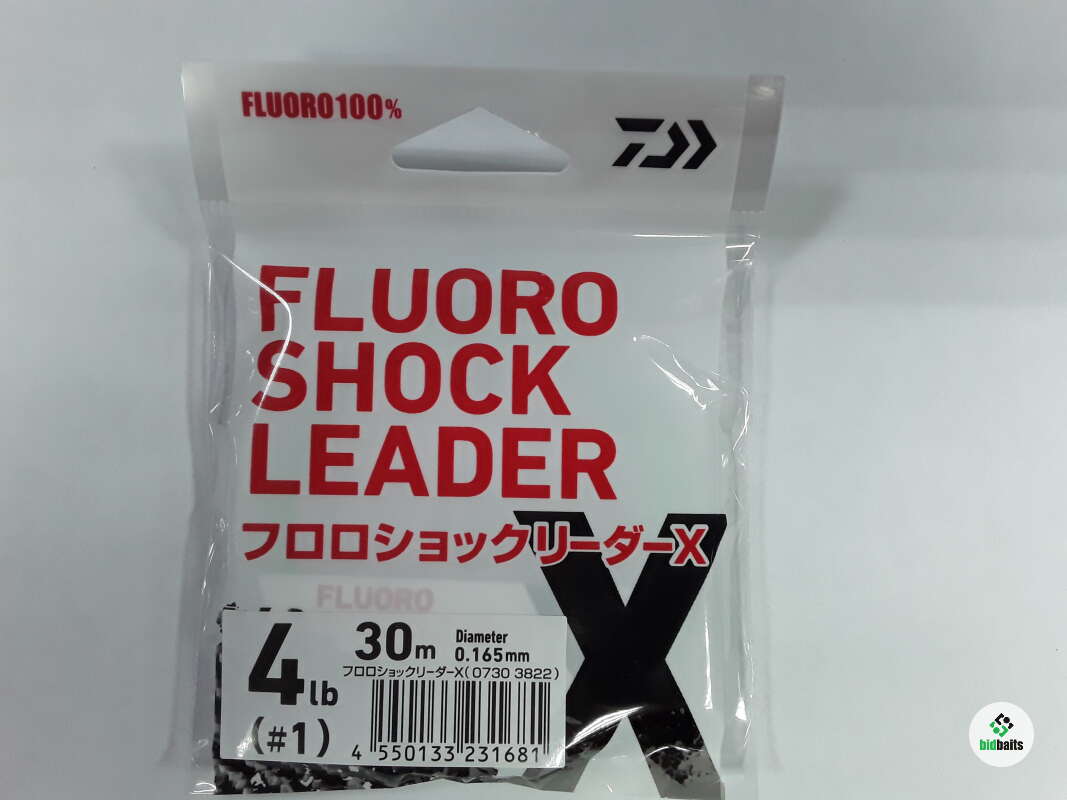 FLUORO100%
FLUORO
SHOCK
LEADER
フロロショックリーダーX
X
FLUORO
4lb
(#1)
30m
Diameter
0.165mm
フロロショックリーダーX(0730 3822)
4 550133 231681
bidbaits